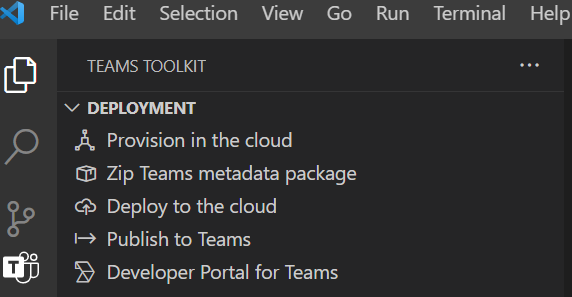 File Edit Selection View Go Run Terminal Help
TEAMS TOOLKIT
DEPLOYMENT
Provision in the cloud
Zip Teams metadata package
Deploy to the cloud
Publish to Teams
T
Developer Portal for Teams